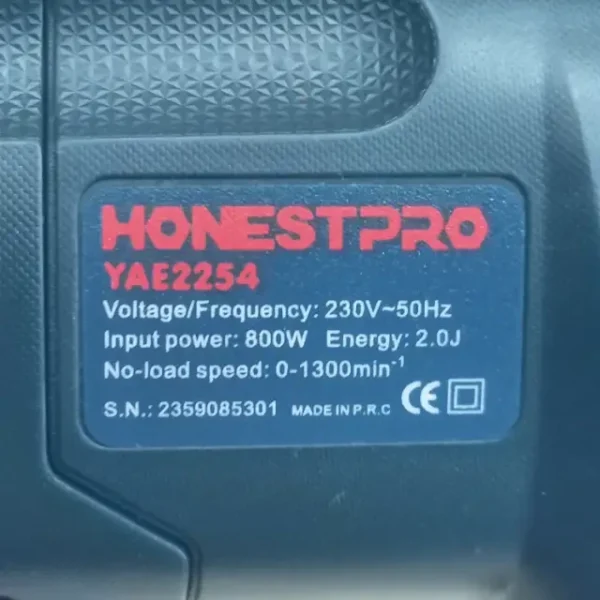 HONESTPRO
YAE2254
Voltage/Frequency: 230V~50Hz
Input power: 800W Energy: 2.0J
No-load speed: 0-1300min⁻¹
S.N.: 2359085301 MADE IN P.R.C CE